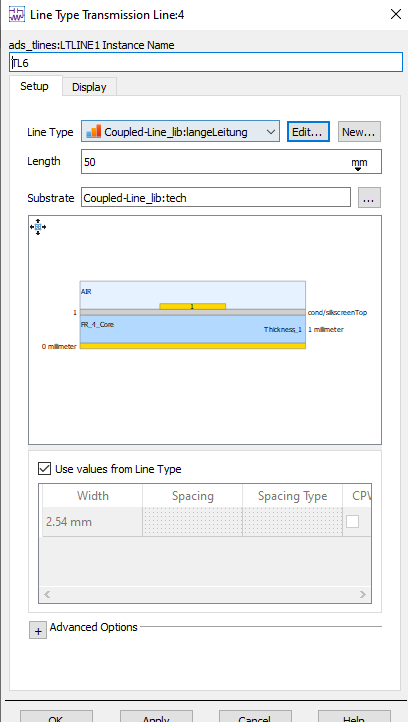 Line Type Transmission Line:4
ads_tlines:LTLINE1 Instance Name
TL6
Setup
Display
Line Type
Coupled-Line_lib:langeLeitung
Edit...
New...
Length
50
mm
Substrate
Coupled-Line_lib:tech
...
AIR
1
1
cond/silkscreenTop
FR_4_Core
Thickness_1
1 millimeter
0 millimeter
Use values from Line Type
Width
Spacing
Spacing Type
CPW
2.54 mm
Advanced Options
OK
Apply
Cancel
Help